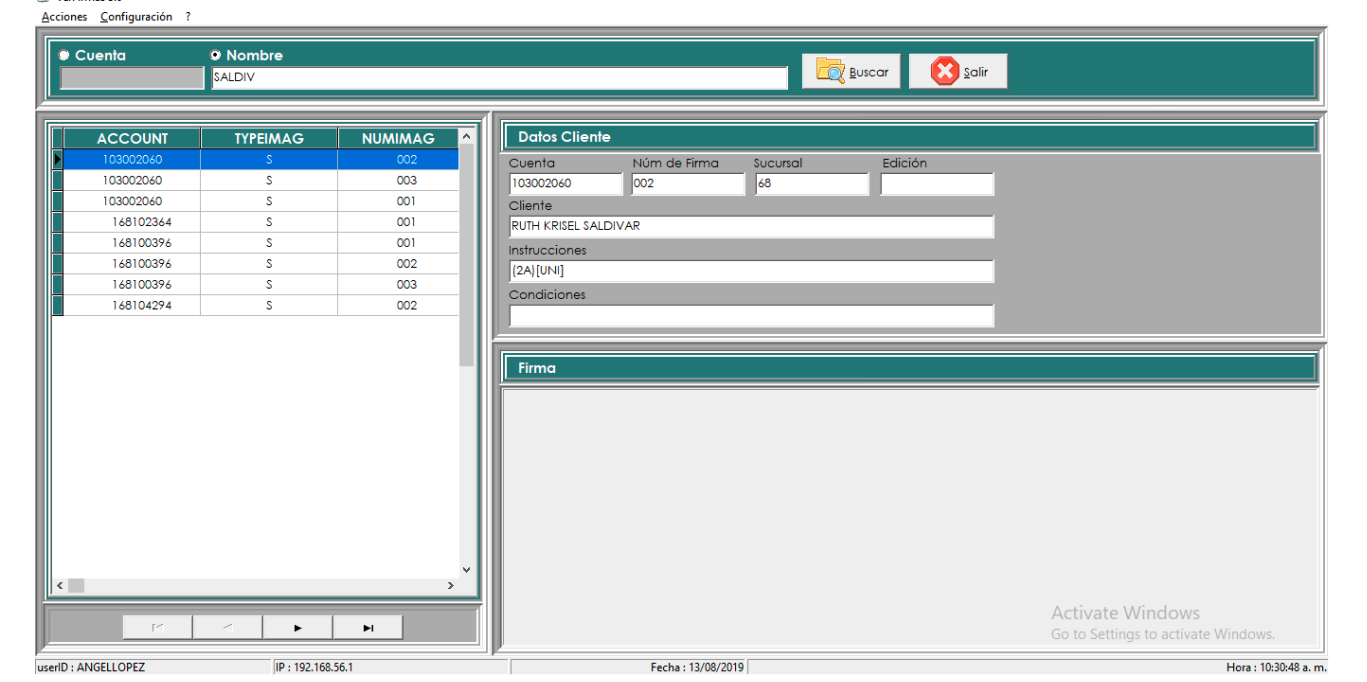 Acciones Configuración ?
Cuenta Nombre
SALDIV
Buscar Salir
ACCOUNT TYPEIMAG NUMIMAG
103002060 S 002
103002060 S 003
103002060 S 001
168102364 S 001
168100396 S 001
168100396 S 002
168100396 S 003
168104294 S 002
Datos Cliente
Cuenta Núm de Firma Sucursal Edición
103002060 002 68
Cliente
RUTH KRISEL SALDIVAR
Instrucciones
(2A)[UNI]
Condiciones
Firma
Activate Windows
Go to Settings to activate Windows.
userID : ANGELLOPEZ IP : 192.168.56.1 Fecha : 13/08/2019 Hora : 10:30:48 a. m.